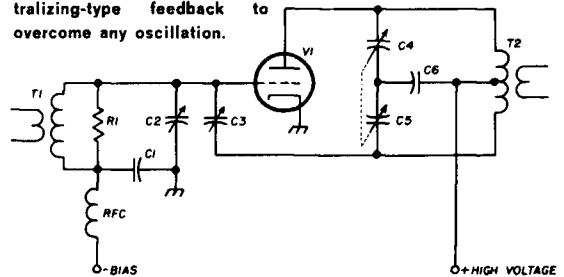 tralizing-type feedback to
overcome any oscillation.
V1
C4
T2
C6
T1
R1
C2
C3
C5
C1
RFC
-BIAS
+HIGH VOLTAGE